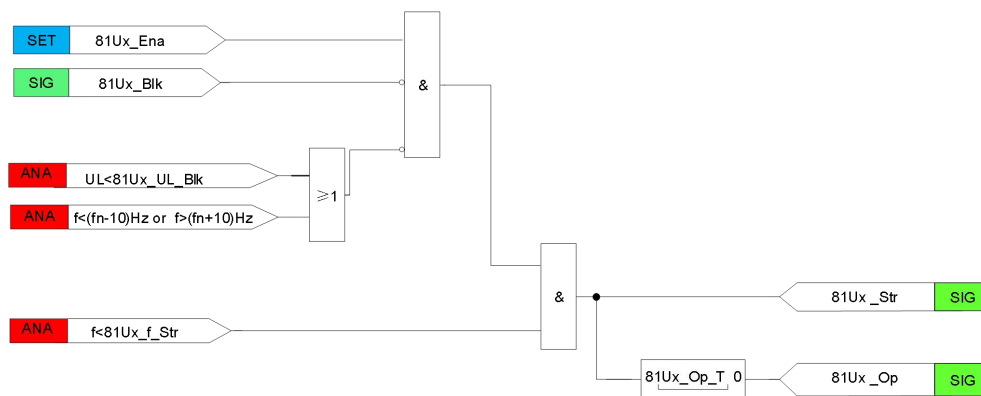 SET 81Ux_Ena
SIG 81Ux_Blk
&
ANA UL<81Ux_UL_Blk
≥1
ANA f<(fn-10)Hz or f>(fn+10)Hz
&
81Ux _Str SIG
ANA f<81Ux_f_Str
81Ux_Op_T 0
81Ux _Op SIG